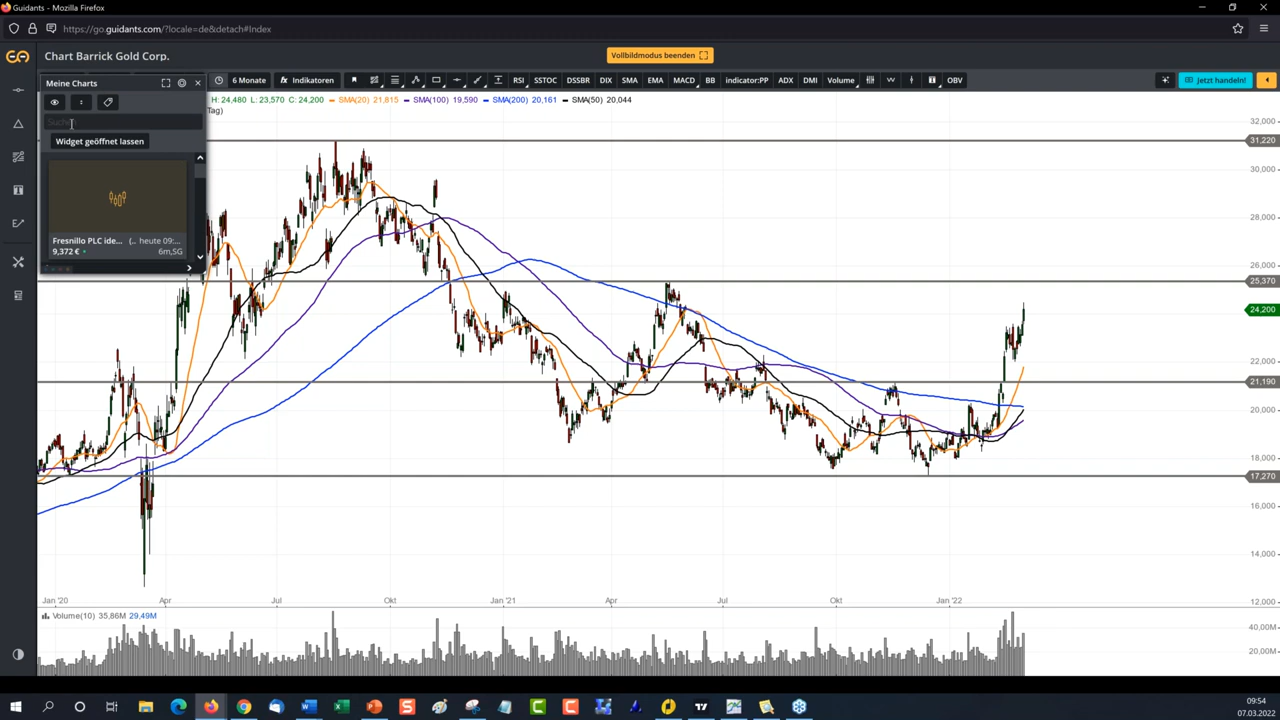 Guidants — Mozilla Firefox
https://go.guidants.com/?locale=de&detach#Index
Chart Barrick Gold Corp.
Vollbildmodus beenden
Meine Charts
6 Monate
Indikatoren
RSI
SSTOC
DSSBR
DIX
SMA
EMA
MACD
BB
indicator:PP
ADX
DMI
Volume
OBV
Jetzt handeln!
H: 24,480 L: 23,570 C: 24,200
SMA(20) 21,815
SMA(100) 19,590
SMA(200) 20,161
SMA(50) 20,044
Tag)
Suchen
Widget geöffnet lassen
Fresnillo PLC ide... (.. heute 09:...
9,372 € 6m,SG
32,000
31,220
30,000
28,000
26,000
25,370
24,200
22,000
21,190
20,000
18,000
17,270
16,000
14,000
12,000
Jan '20
Apr
Jul
Okt
Jan '21
Apr
Jul
Okt
Jan '22
Volume(10) 35,86M 29,49M
40,00M
20,00M
09:54
07.03.2022